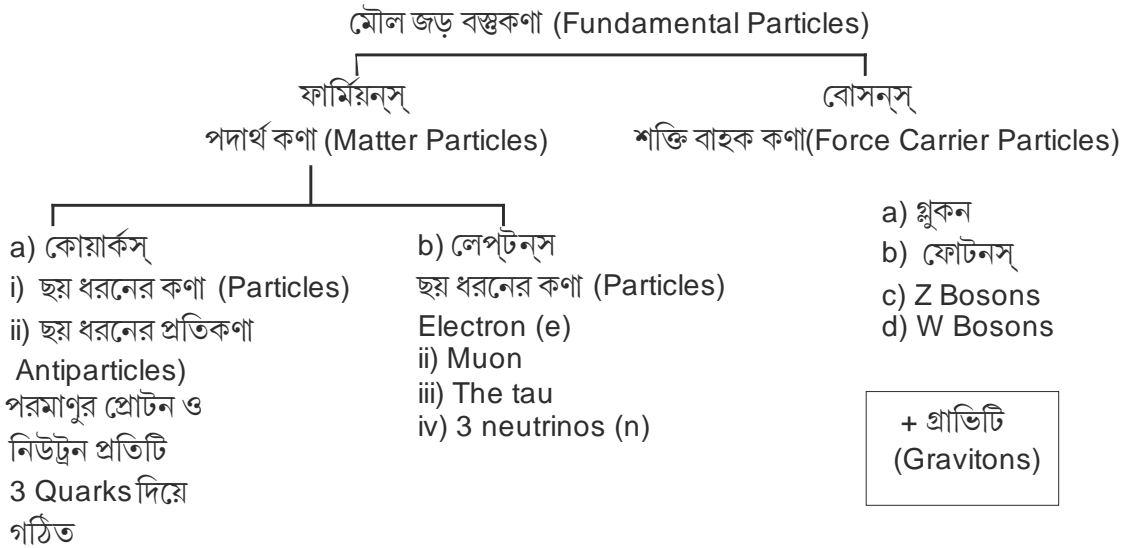 মৌল জড় বস্তুকণা (Fundamental Particles)
ফার্মিয়ন্স্
পদার্থ কণা (Matter Particles)
বোসনস্
শক্তি বাহক কণা(Force Carrier Particles)
a) কোয়ার্কস্
i) ছয় ধরনের কণা (Particles)
ii) ছয় ধরনের প্রতিকণা
Antiparticles)
পরমাণুর প্রোটন ও
নিউট্রন প্রতিটি
3 Quarks দিয়ে
গঠিত
b) লেপ্টন্স
ছয় ধরনের কণা (Particles)
Electron (e)
ii) Muon
iii) The tau
iv) 3 neutrinos (n)
a) গ্লুকন
b) ফোটনস্
c) Z Bosons
d) W Bosons
+ গ্রাভিটি
(Gravitons)